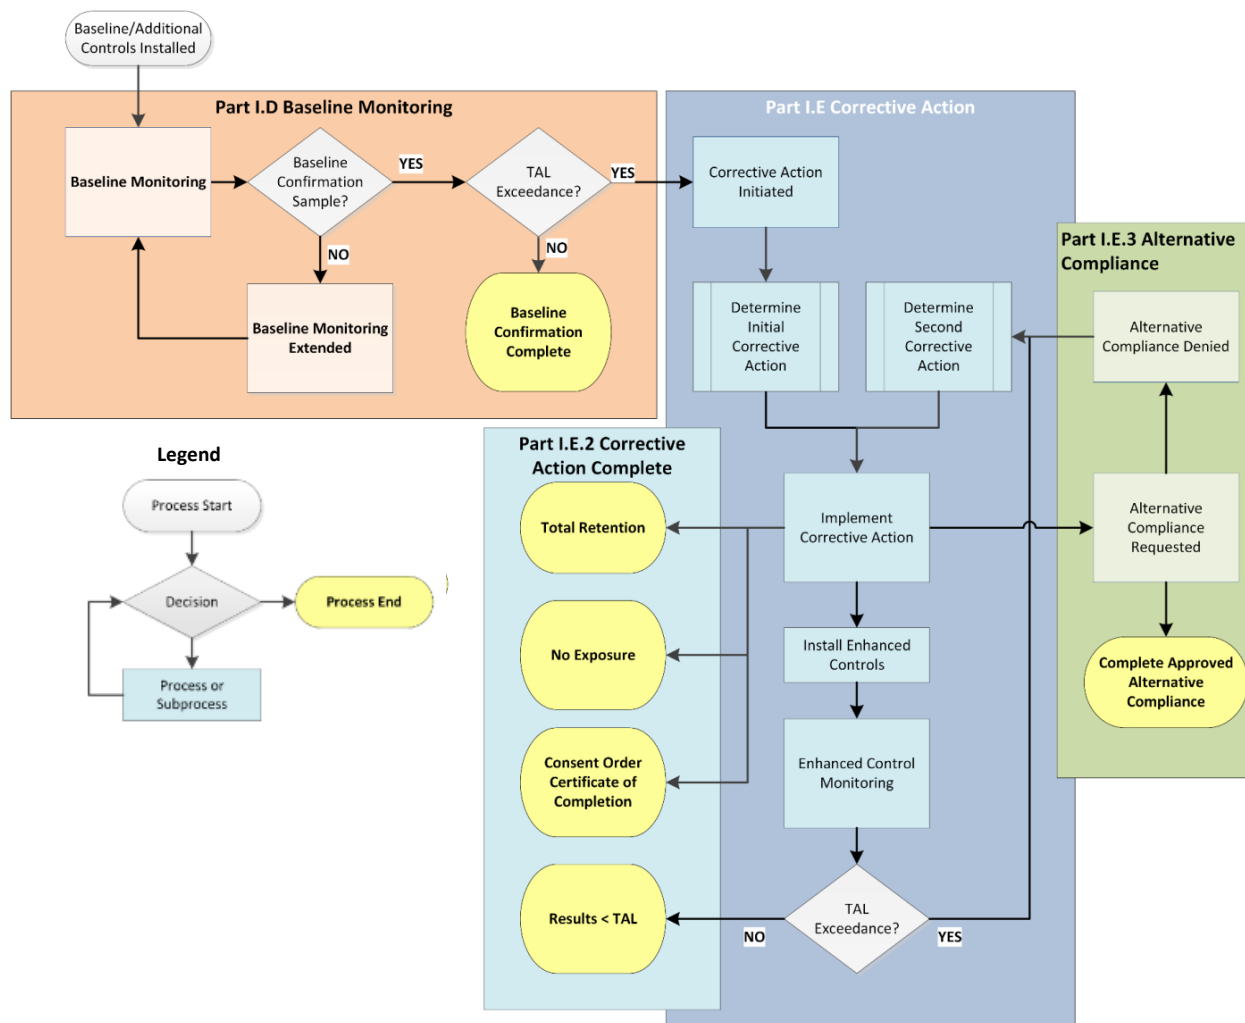 Baseline/Additional
Controls Installed
Part I.D Baseline Monitoring
Baseline Monitoring
Baseline
Confirmation
Sample?
YES
NO
TAL
Exceedance?
YES
NO
Baseline Monitoring
Extended
Baseline
Confirmation
Complete
Part I.E Corrective Action
Corrective Action
Initiated
Determine
Initial
Corrective
Action
Determine
Second
Corrective
Action
Part I.E.3 Alternative
Compliance
Alternative
Compliance Denied
Alternative
Compliance
Requested
Complete Approved
Alternative
Compliance
Implement
Corrective Action
Install Enhanced
Controls
Enhanced Control
Monitoring
TAL
Exceedance?
NO
YES
Part I.E.2 Corrective
Action Complete
Total Retention
No Exposure
Consent Order
Certificate of
Completion
Results < TAL
Legend
Process Start
Decision
Process End
Process or
Subprocess